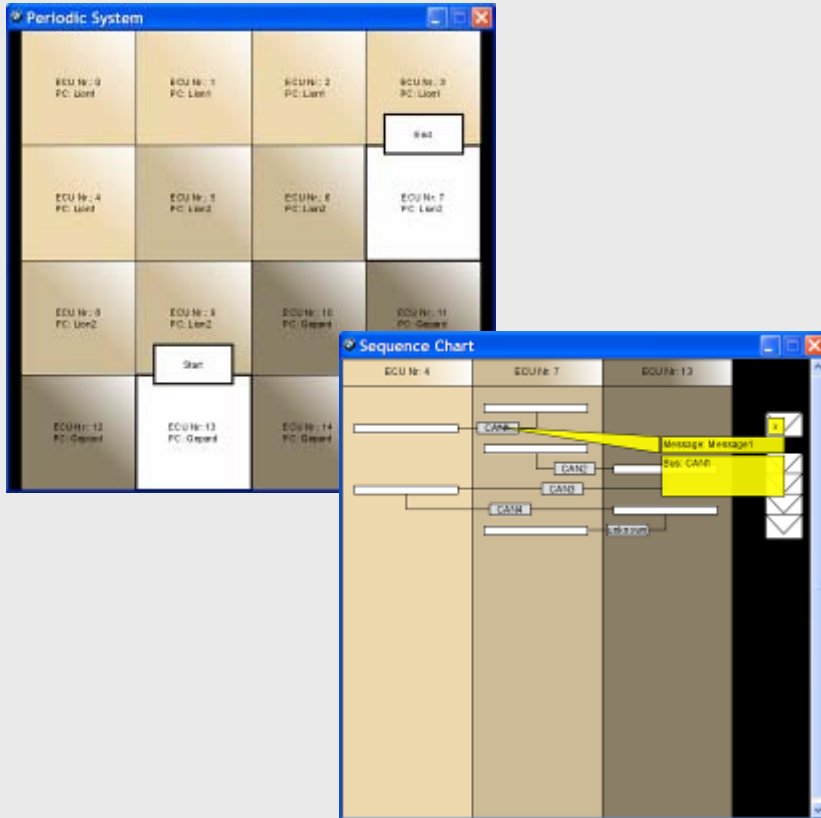 Periodic System
ECU Nr.: 0
PC: Lion1
ECU Nr.: 1
PC: Lion1
ECU Nr.: 2
PC: Lion1
ECU Nr.: 3
PC: Lion1
ECU Nr.: 4
PC: Lion1
ECU Nr.: 5
PC: Lion2
ECU Nr.: 6
PC: Lion2
ECU Nr.: 7
PC: Lion2
ECU Nr.: 8
PC: Lion2
ECU Nr.: 9
PC: Lion2
ECU Nr.: 10
PC: Gepard
ECU Nr.: 11
PC: Gepard
Start
ECU Nr.: 12
PC: Gepard
ECU Nr.: 13
PC: Gepard
ECU Nr.: 14
PC: Gepard
Sequence Chart
ECU Nr: 4
ECU Nr: 7
ECU Nr: 13
x
Message: Message1
Bus: CAN1
CAN2
CAN3
CAN4